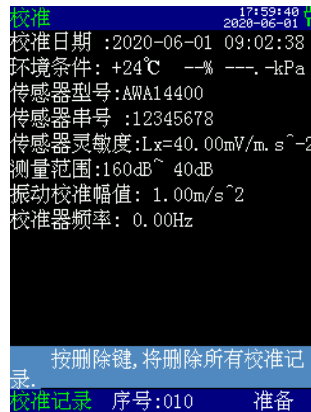 校准
17:59:40
2020-06-01
校准日期 :2020-06-01 09:02:38
环境条件: +24℃ --% ---.-kPa
传感器型号:AWA14400
传感器串号 :12345678
传感器灵敏度:Lx=40.00mV/m.s^-2
测量范围:160dB~ 40dB
振动校准幅值: 1.00m/s^2
校准器频率: 0.00Hz
按删除键,将删除所有校准记
录.
校准记录 序号:010 准备